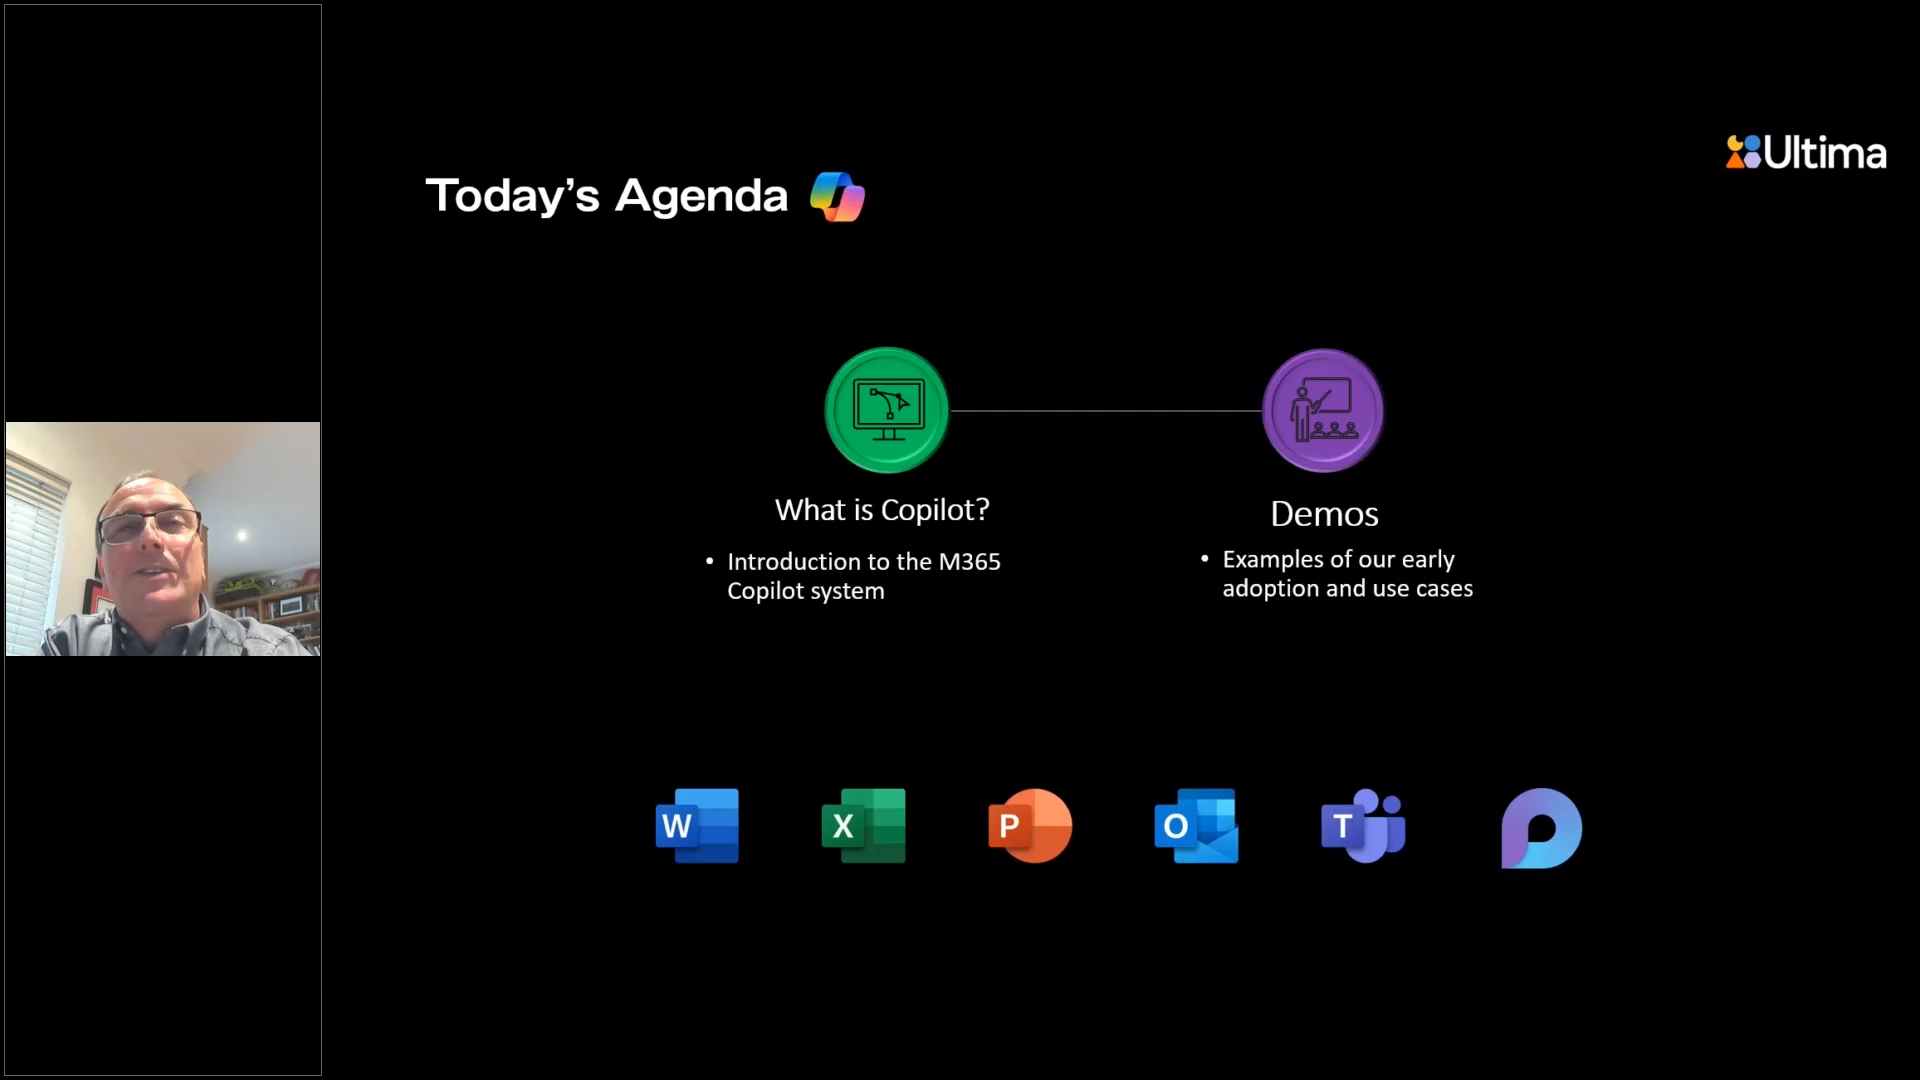 Ultima
Today's Agenda
What is Copilot?
• Introduction to the M365
Copilot system
Demos
• Examples of our early
adoption and use cases
W
X
P
O
T